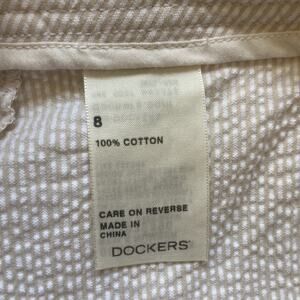 8
100% COTTON
CARE ON REVERSE
MADE IN
CHINA
DOCKERS®